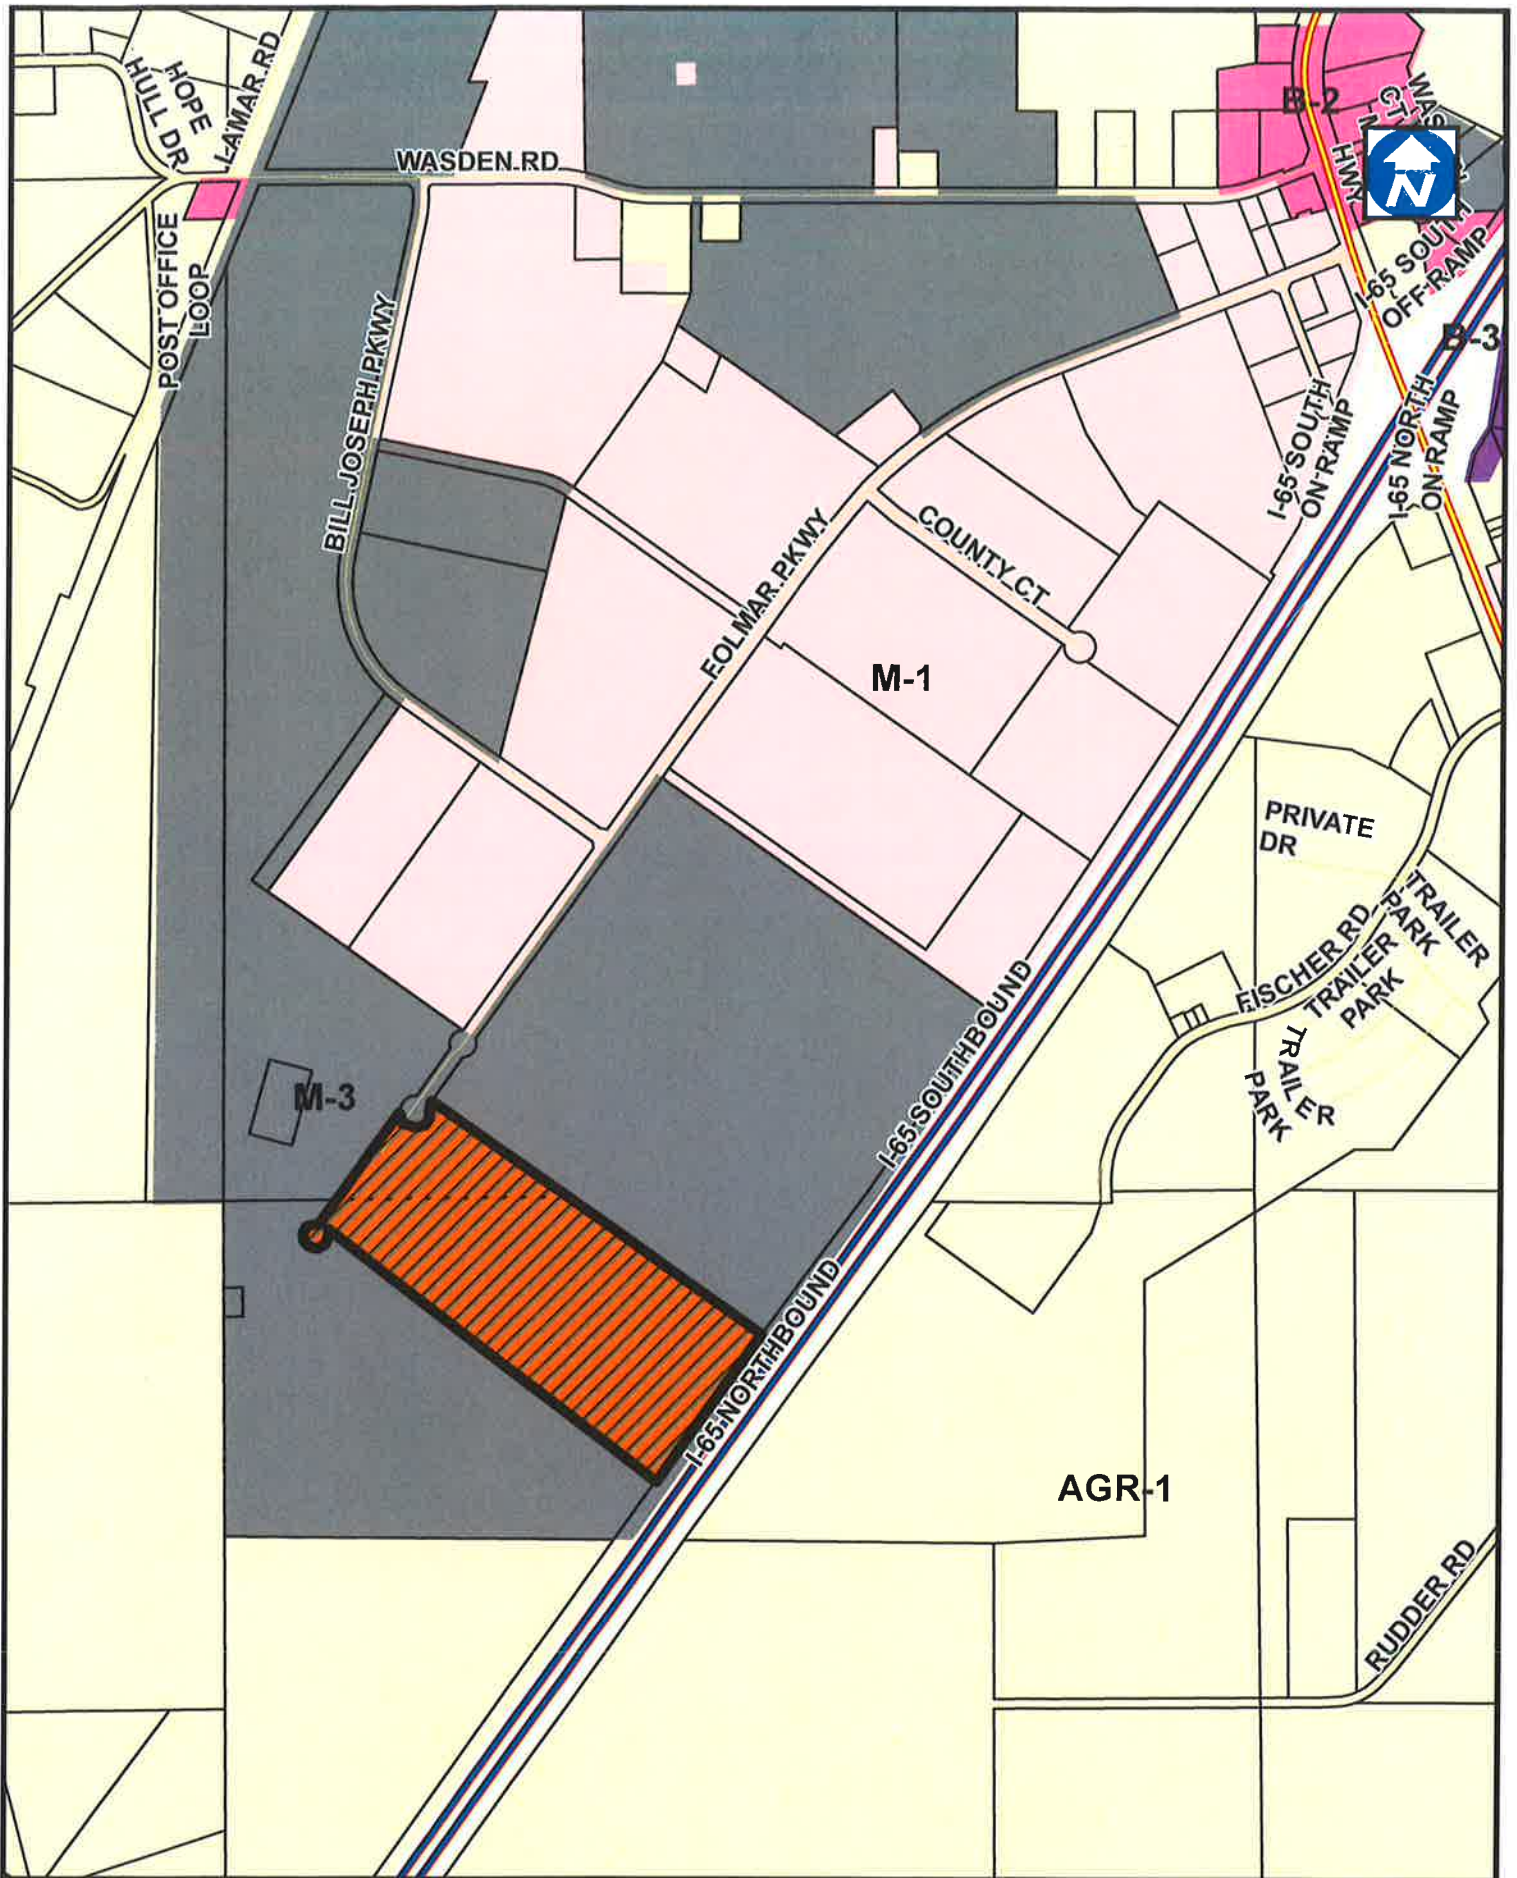 HOPE
HULL DR
LAMAR RD
WASDEN RD
B-2
CT
HWY
N
POST OFFICE
LOOP
I-65 SOUTH
OFF RAMP
B-3
BILL JOSEPH PKWY
I-65 SOUTH
ON RAMP
I-65 NORTH
ON RAMP
COUNTY CT
FOLMAR PKWY
M-1
PRIVATE
DR
TRAILER
PARK
FISCHER RD
TRAILER
PARK
TRAILER
PARK
I-65 SOUTHBOUND
M-3
I-65 NORTHBOUND
AGR-1
RUDDER RD